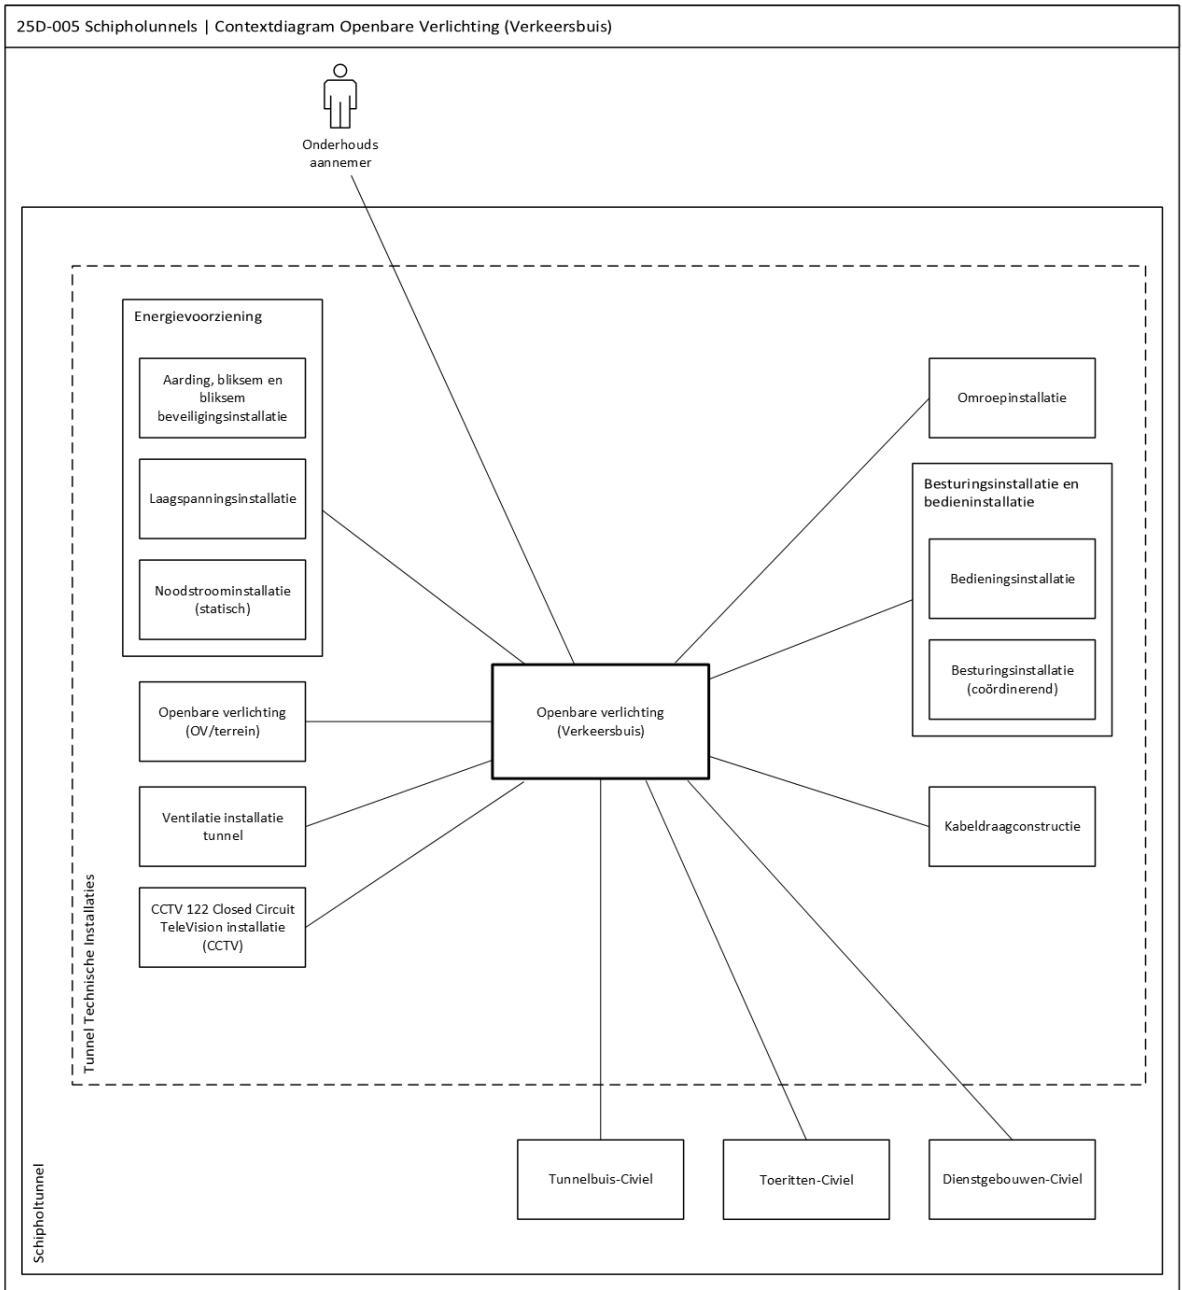 25D-005 Schipholunnels | Contextdiagram Openbare Verlichting (Verkeersbuis)
Onderhouds
aannemer
Energievoorziening
Aarding, bliksem en
bliksem
beveiligingsinstallatie
Laagspanningsinstallatie
Noodstroominstallatie
(statisch)
Omroepinstallatie
Besturingsinstallatie en
bedieninstallatie
Bedieningsinstallatie
Besturingsinstallatie
(coördinerend)
Openbare verlichting
(OV/terrein)
Openbare verlichting
(Verkeersbuis)
Ventilatie installatie
tunnel
Kabeldraagconstructie
CCTV 122 Closed Circuit
TeleVision installatie
(CCTV)
Tunnel Technische Installaties
Tunnelbuis-Civiel
Toeritten-Civiel
Dienstgebouwen-Civiel
Schipholtunnel